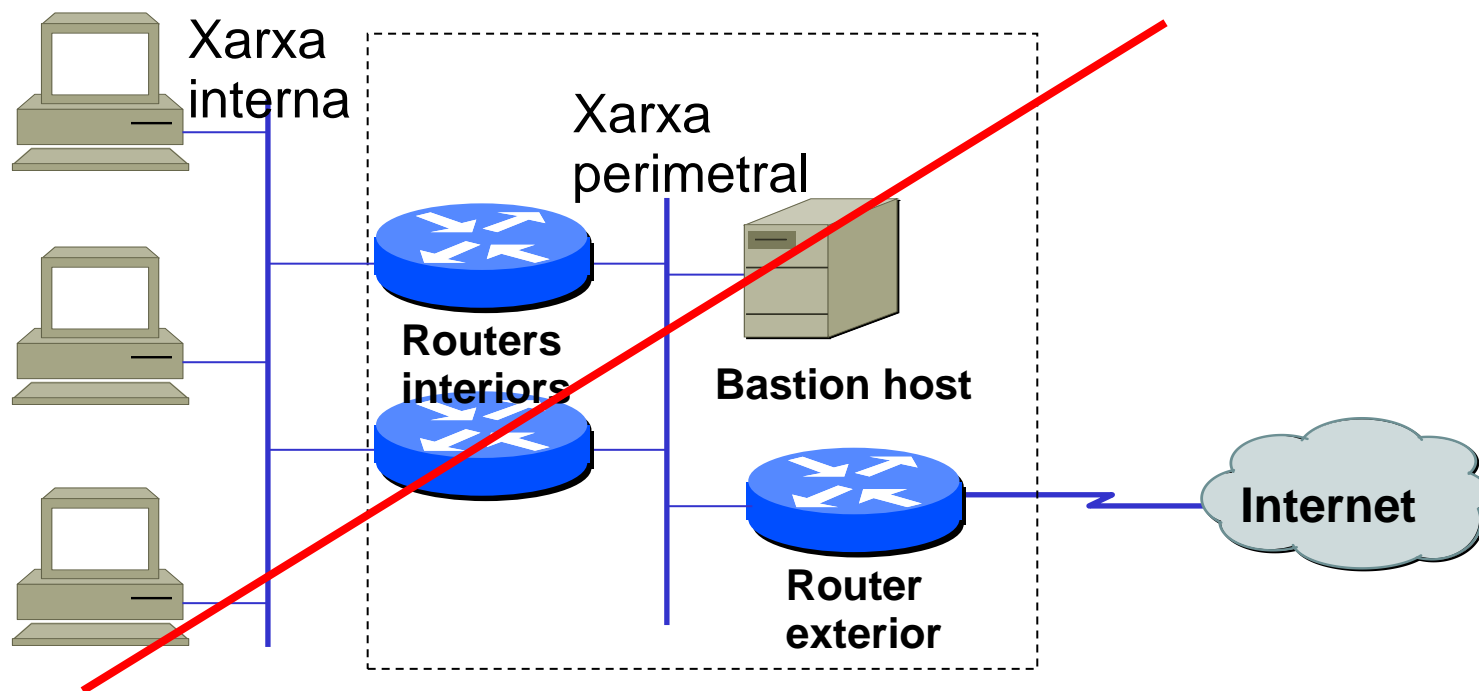 Xarxa
interna
Xarxa
perimetral
Routers
interiors
Bastion host
Internet
Router
exterior